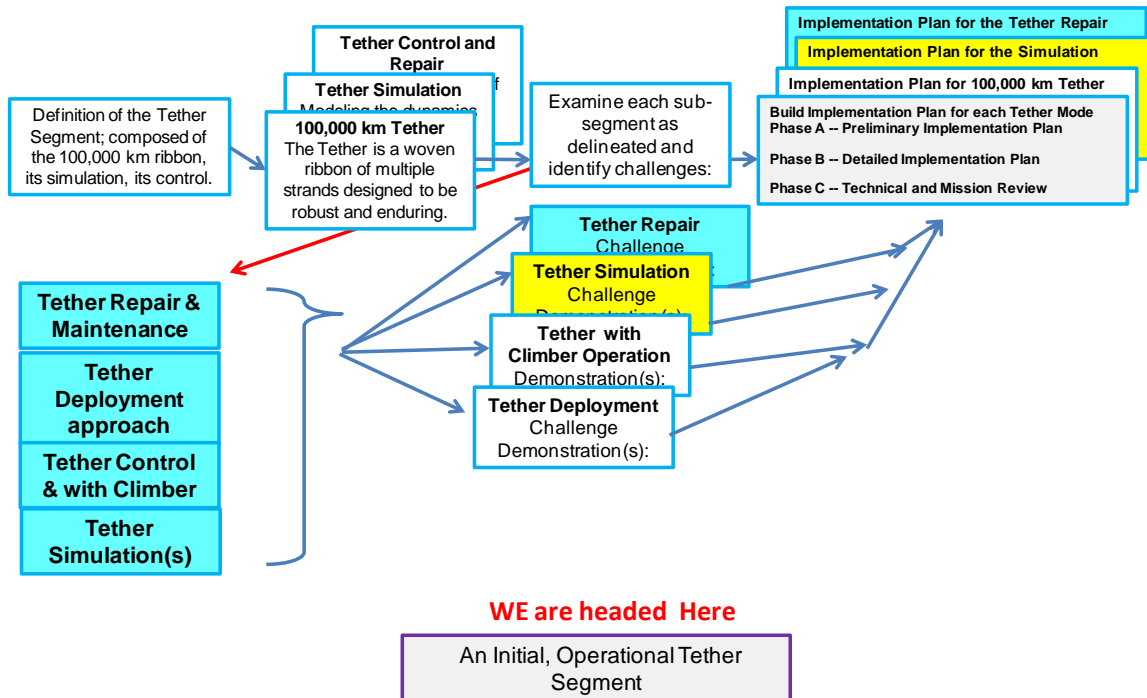 Definition of the Tether
Segment; composed of
the 100,000 km ribbon,
its simulation, its control.
Tether Control and
Repair
of
Tether Simulation
Modeling the dynamics
100,000 km Tether
The Tether is a woven
ribbon of multiple
strands designed to be
robust and enduring.
Examine each sub-
segment as
delineated and
identify challenges:
Implementation Plan for the Tether Repair
Implementation Plan for the Simulation
Implementation Plan for 100,000 km Tether
Build Implementation Plan for each Tether Mode
Phase A -- Preliminary Implementation Plan
Phase B -- Detailed Implementation Plan
Phase C -- Technical and Mission Review
Tether Repair &
Maintenance
Tether
Deployment
approach
Tether Control
& with Climber
Tether
Simulation(s)
Tether Repair
Challenge
Tether Simulation
Challenge
Demonstration(s)
Tether with
Climber Operation
Demonstration(s):
Tether Deployment
Challenge
Demonstration(s):
WE are headed Here
An Initial, Operational Tether
Segment